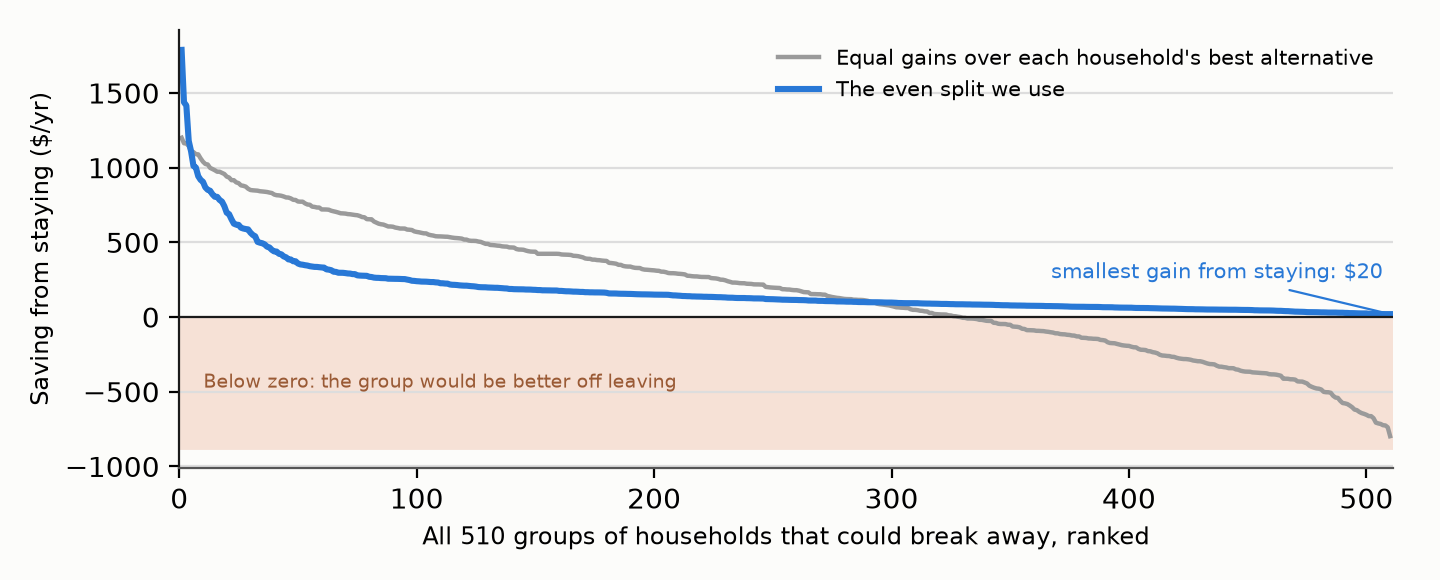 Saving from staying ($/yr)
1500
1000
500
0
−500
−1000
Equal gains over each household's best alternative
The even split we use
smallest gain from staying: $20
Below zero: the group would be better off leaving
0 100 200 300 400 500
All 510 groups of households that could break away, ranked